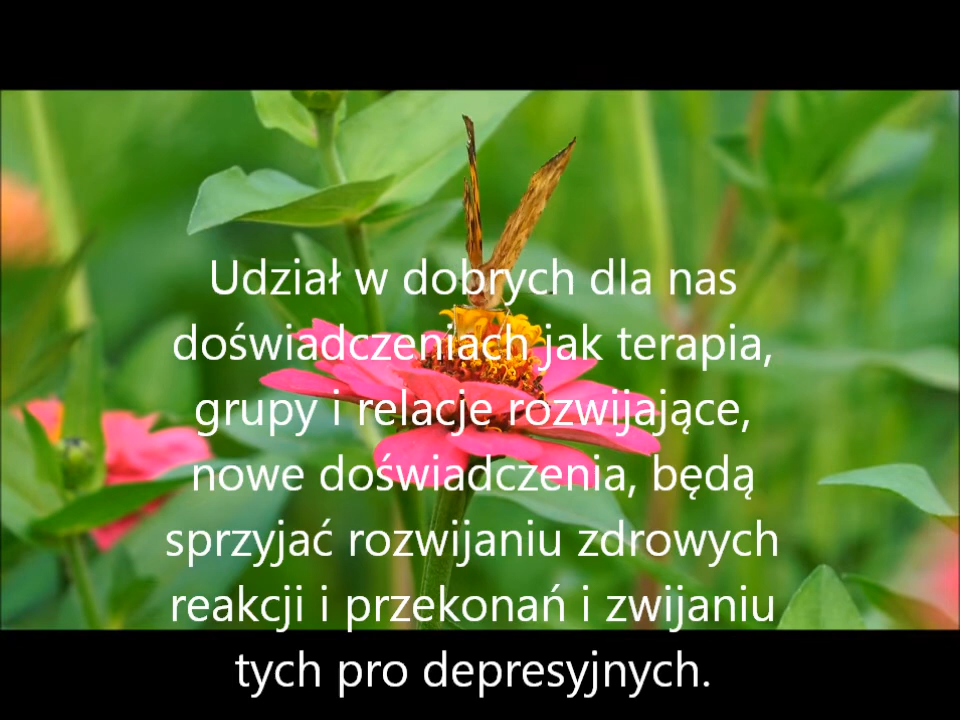 Udział w dobrych dla nas
doświadczeniach jak terapia,
grupy i relacje rozwijające,
nowe doświadczenia, będą
sprzyjać rozwijaniu zdrowych
reakcji i przekonań i zwijaniu
tych pro depresyjnych.